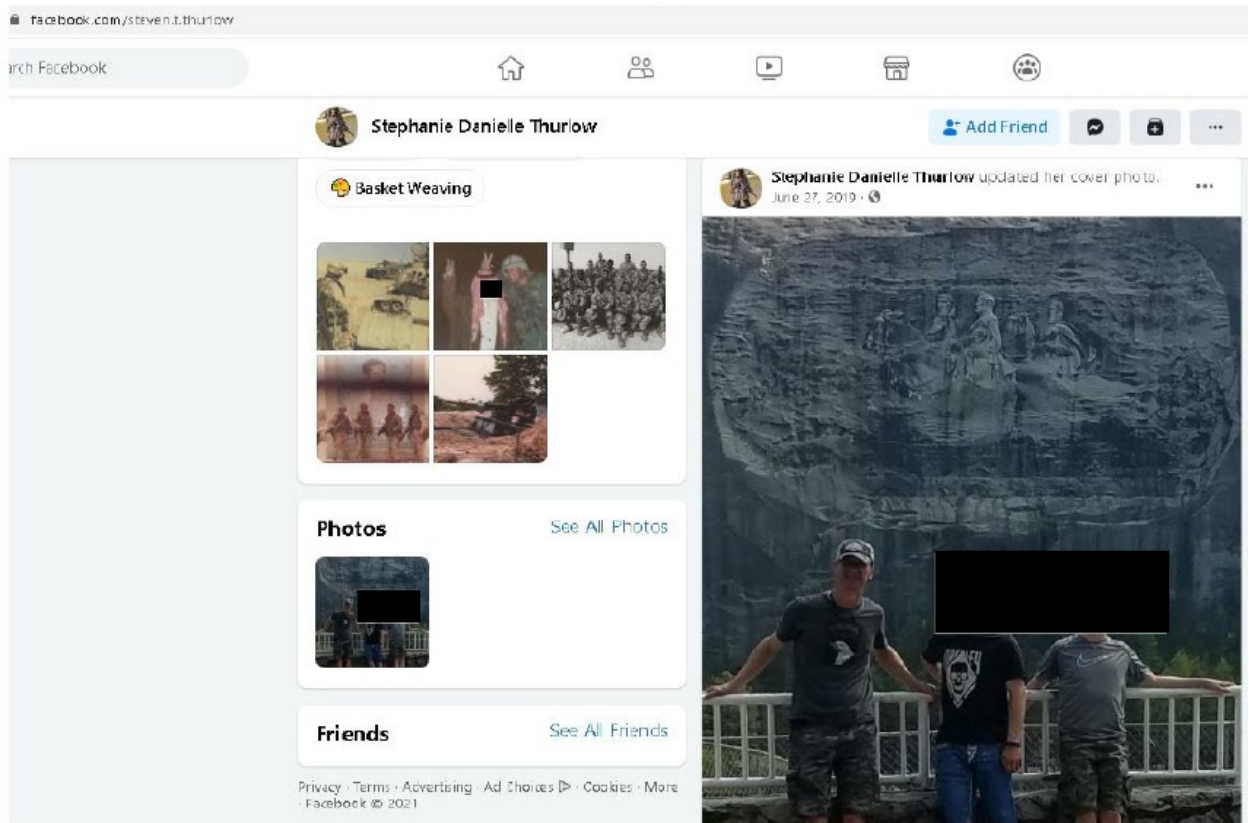 facebook.com/steven.t.thurlow
arch Facebook
Stephanie Danielle Thurlow
Add Friend
Basket Weaving
Photos
See All Photos
Friends
See All Friends
Privacy · Terms · Advertising · Ad Choices · Cookies · More
· Facebook © 2021
Stephanie Danielle Thurlow updated her cover photo.
June 27, 2019